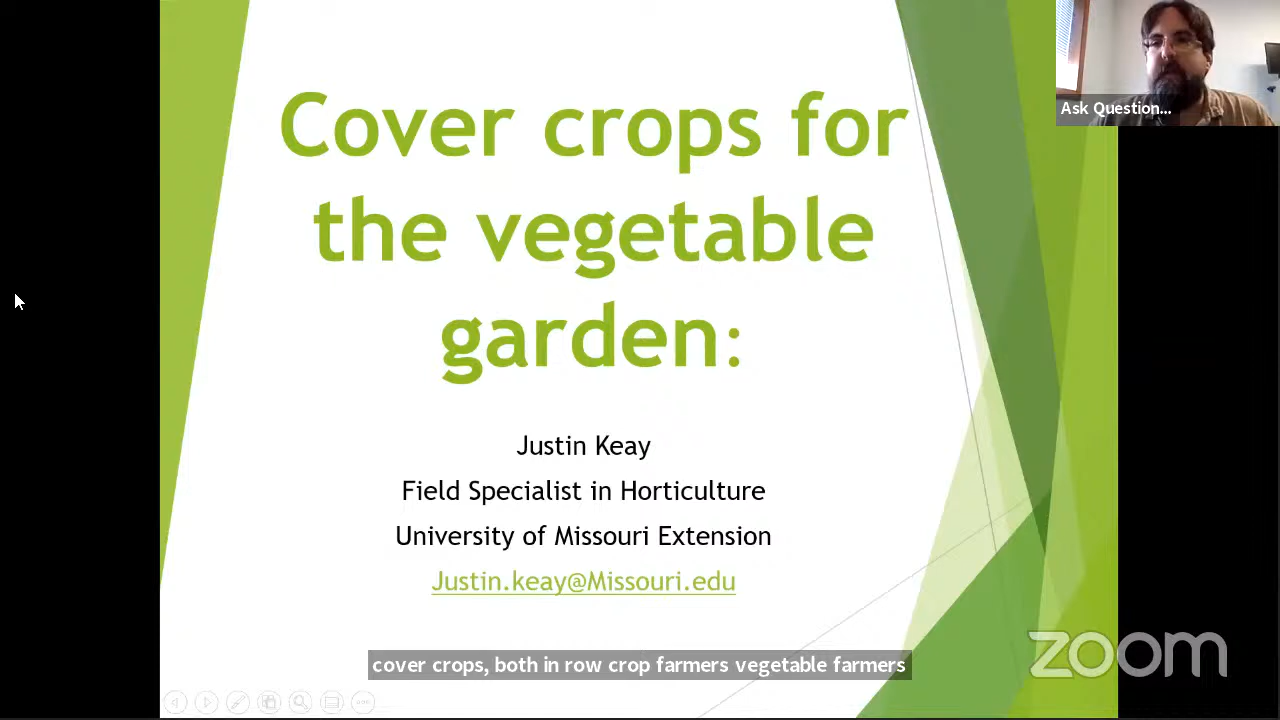 Cover crops for
the vegetable
garden:
Justin Keay
Field Specialist in Horticulture
University of Missouri Extension
Justin.keay@Missouri.edu
Ask Question...
cover crops, both in row crop farmers vegetable farmers
zoom